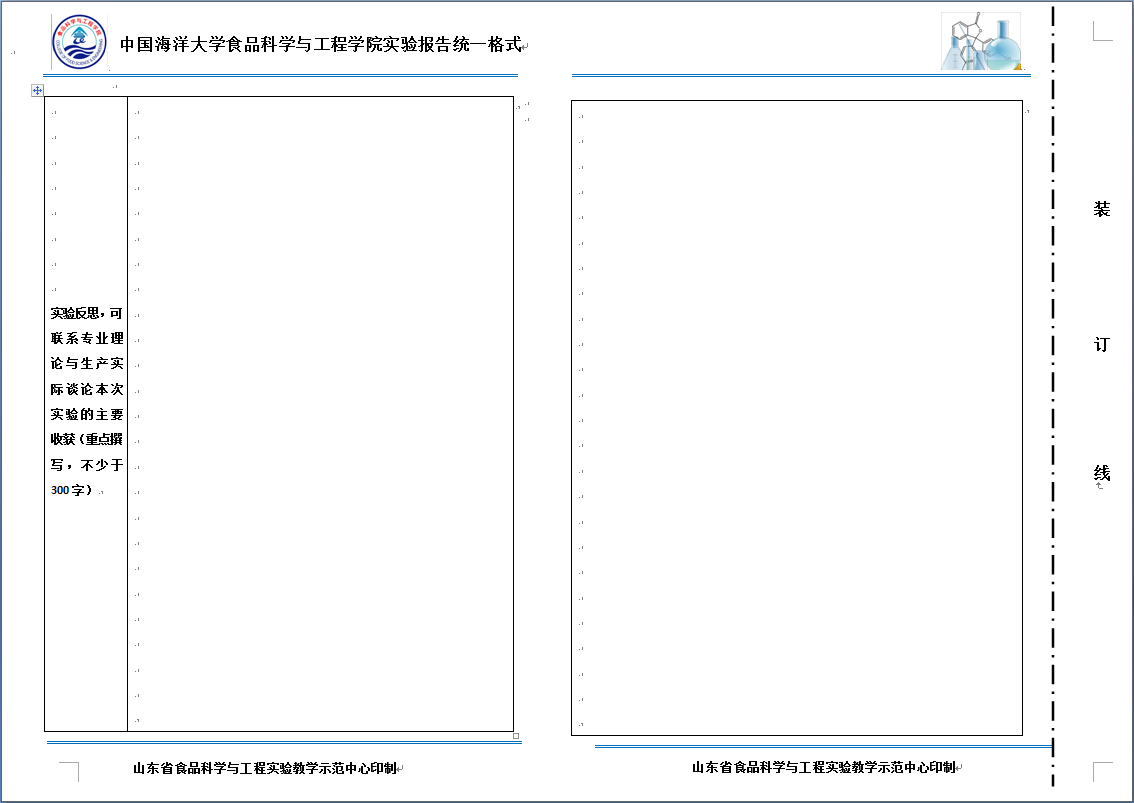 中国海洋大学食品科学与工程学院实验报告统一格式
实验反思，可
联系专业理
论与生产实
际谈论本次
实验的主要
收获（重点撰
写，不少于
300字）
山东省食品科学与工程实验教学示范中心印制
山东省食品科学与工程实验教学示范中心印制
装
订
线